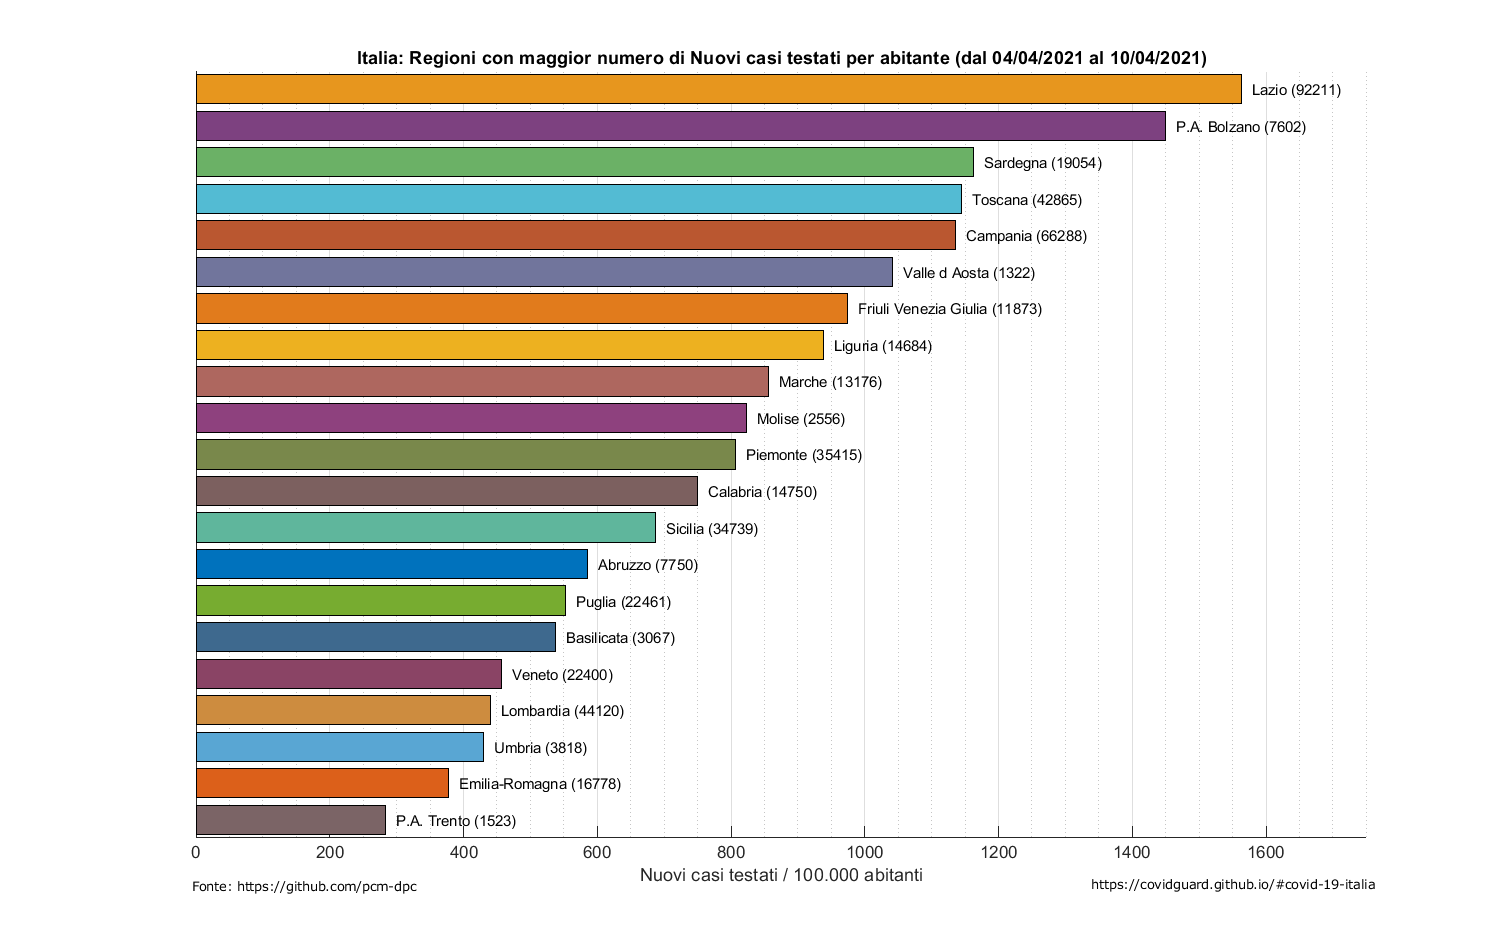 Italia: Regioni con maggior numero di Nuovi casi testati per abitante (dal 04/04/2021 al 10/04/2021)
Lazio (92211)
P.A. Bolzano (7602)
Sardegna (19054)
Toscana (42865)
Campania (66288)
Valle d Aosta (1322)
Friuli Venezia Giulia (11873)
Liguria (14684)
Marche (13176)
Molise (2556)
Piemonte (35415)
Calabria (14750)
Sicilia (34739)
Abruzzo (7750)
Puglia (22461)
Basilicata (3067)
Veneto (22400)
Lombardia (44120)
Umbria (3818)
Emilia-Romagna (16778)
P.A. Trento (1523)
0 200 400 600 800 1000 1200 1400 1600
Nuovi casi testati / 100.000 abitanti
Fonte: https://github.com/pcm-dpc
https://covidguard.github.io/#covid-19-italia